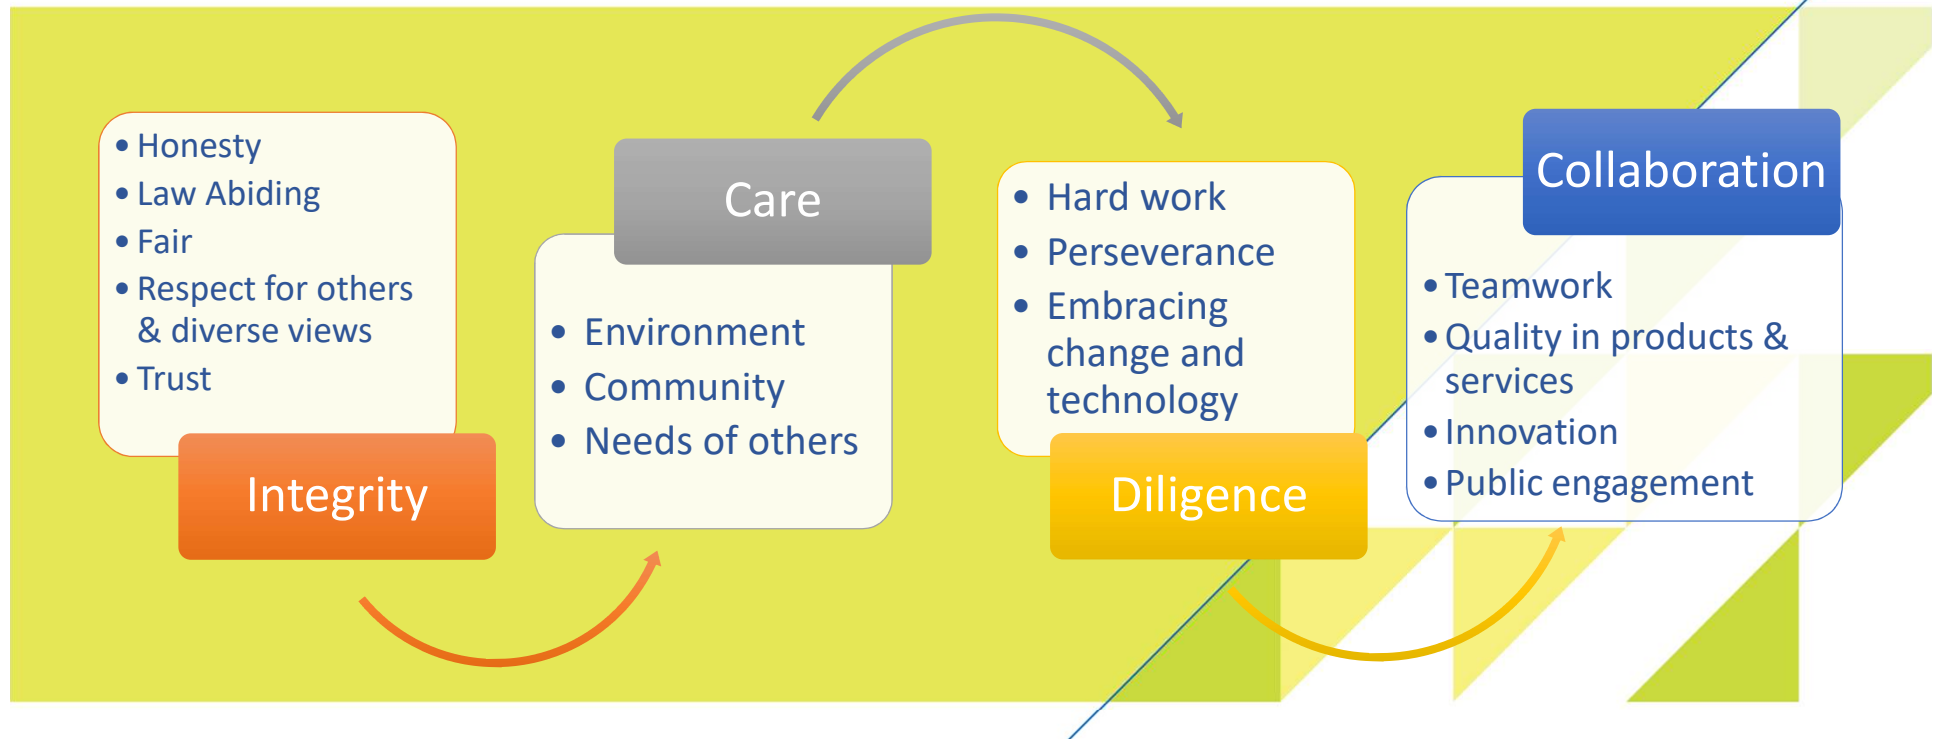 • Honesty
• Law Abiding
• Fair
• Respect for others
& diverse views
• Trust
Integrity
Care
• Environment
• Community
• Needs of others
• Hard work
• Perseverance
• Embracing
change and
technology
Diligence
Collaboration
• Teamwork
• Quality in products &
services
• Innovation
• Public engagement